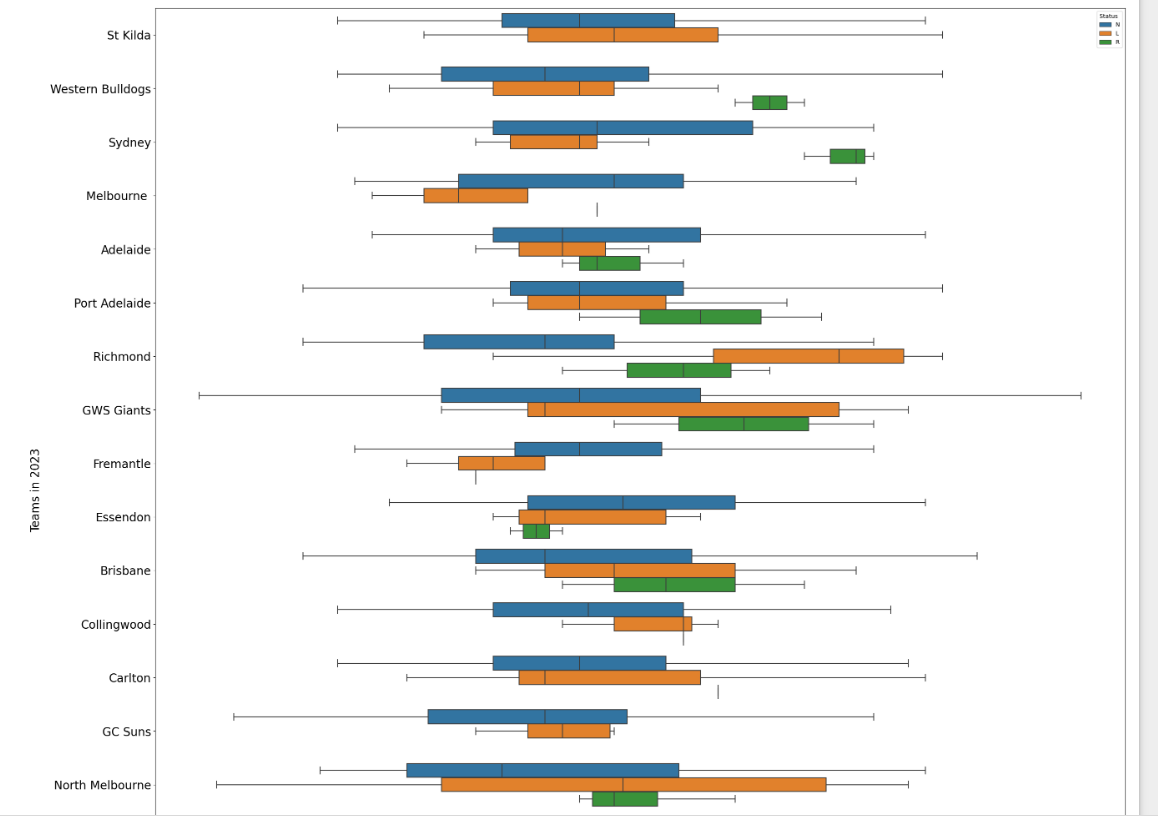 Status
N
L
R
St Kilda
Western Bulldogs
Sydney
Melbourne
Adelaide
Port Adelaide
Richmond
GWS Giants
Fremantle
Essendon
Brisbane
Collingwood
Carlton
GC Suns
North Melbourne
Teams in 2023